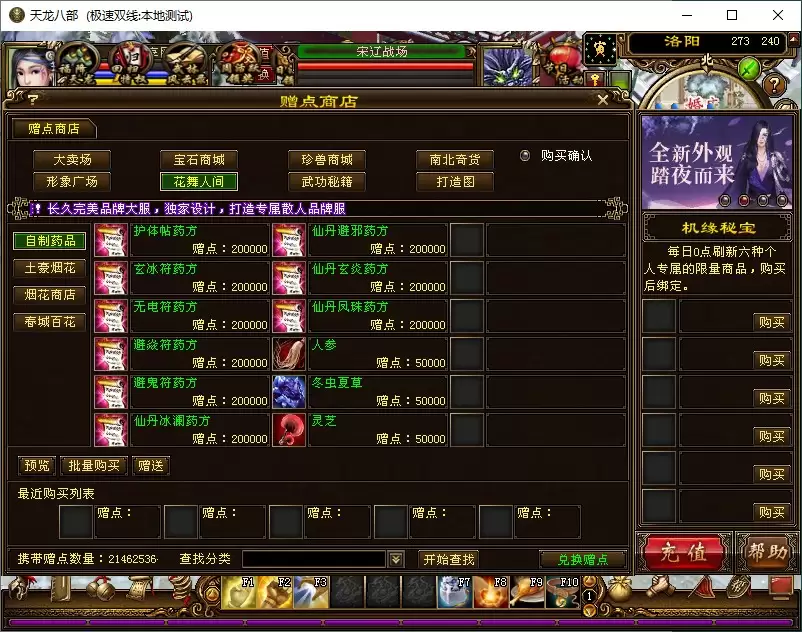 天龙八部 (极速双线:本地测试)
宋辽战场
洛阳 273 240
北
?
赠点商店
赠点商店
大卖场 宝石商城 珍兽商城 南北奇货 购买确认
形象广场 花舞人间 武功秘籍 打造图
长久完美品牌大服,独家设计,打造专属散人品牌服
自制药品
土豪烟花
烟花商店
春城百花
护体帖药方
赠点:200000
仙丹避邪药方
赠点:200000
玄冰符药方
赠点:200000
仙丹玄炎药方
赠点:200000
无电符药方
赠点:200000
仙丹凤珠药方
赠点:200000
避焱符药方
赠点:200000
人参
赠点:50000
避鬼符药方
赠点:200000
冬虫夏草
赠点:50000
仙丹冰澜药方
赠点:200000
灵芝
赠点:50000
预览 批量购买 赠送
最近购买列表
赠点: 赠点: 赠点: 赠点: 赠点:
携带赠点数量:21462536 查找分类 开始查找 兑换赠点
全新外观
踏夜而来
机缘秘宝
每日0点刷新六种个
人专属的限量商品,购买
后绑定。
购买
购买
购买
购买
购买
购买
充值 帮助
F1 F2 F3 F7 F8 F9 F10 1